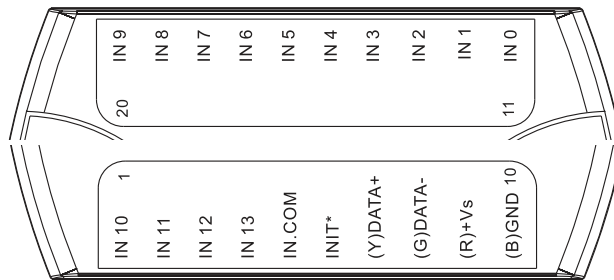 IN 9
IN 8
IN 7
IN 6
IN 5
IN 4
IN 3
IN 2
IN 1
IN 0
20
11
1
10
IN 10
IN 11
IN 12
IN 13
IN.COM
INIT*
(Y)DATA+
(G)DATA-
(R)+Vs
(B)GND